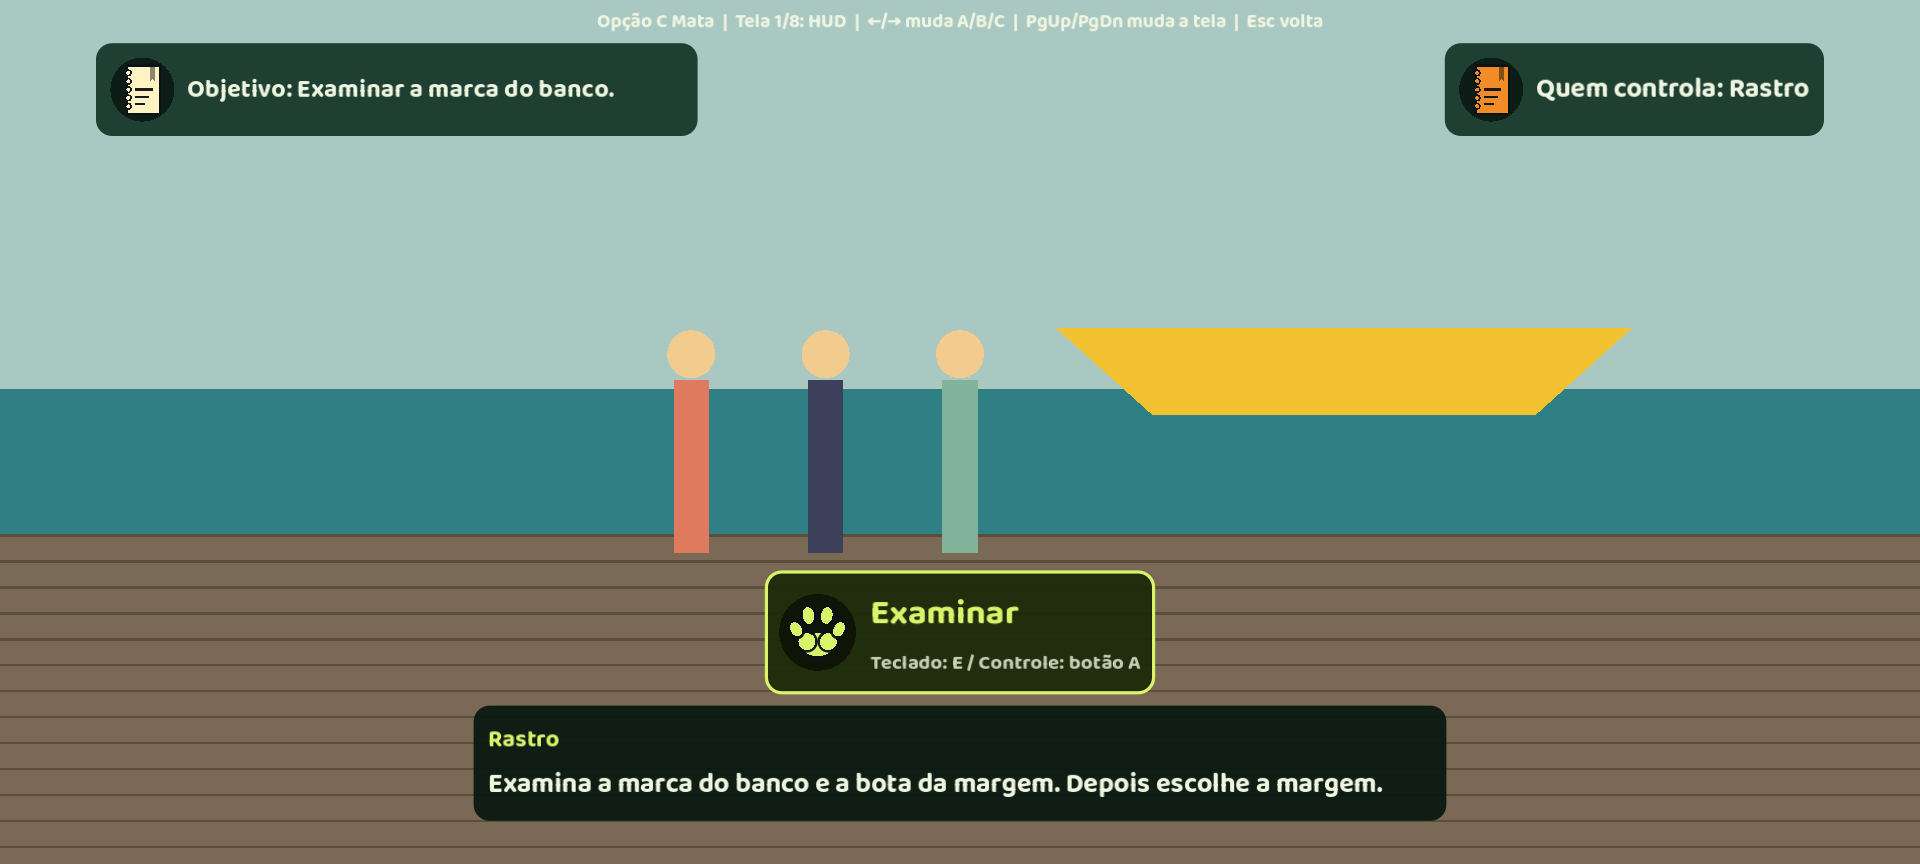 Opção C Mata | Tela 1/8: HUD | ←/→ muda A/B/C | PgUp/PgDn muda a tela | Esc volta
Objetivo: Examinar a marca do banco.
Quem controla: Rastro
Examinar
Teclado: E / Controle: botão A
Rastro
Examina a marca do banco e a bota da margem. Depois escolhe a margem.